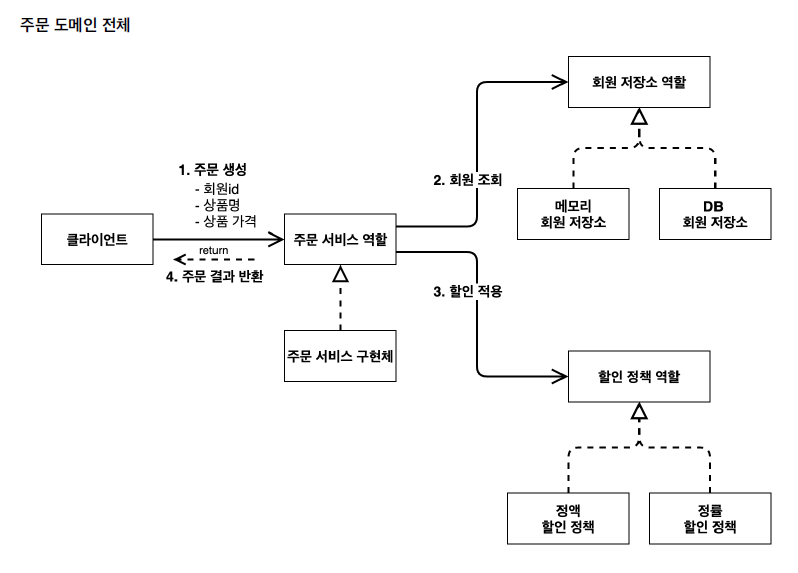 주문 도메인 전체
회원 저장소 역할
1. 주문 생성
- 회원id
- 상품명
- 상품 가격
2. 회원 조회
메모리
회원 저장소
DB
회원 저장소
클라이언트
주문 서비스 역할
return
4. 주문 결과 반환
3. 할인 적용
주문 서비스 구현체
할인 정책 역할
정액
할인 정책
정률
할인 정책